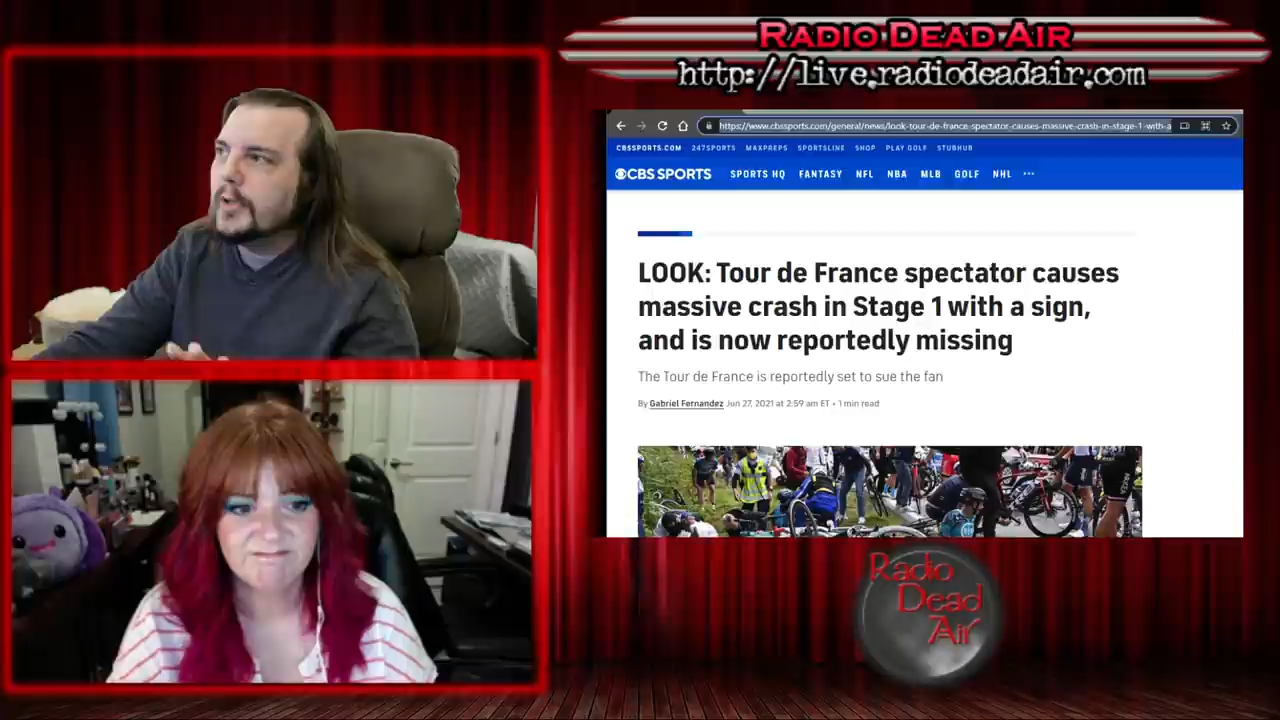 RADIO DEAD AIR
http://live.radiodeadair.com
https://www.cbssports.com/general/news/look-tour-de-france-spectator-causes-massive-crash-in-stage-1-with-a
CBSSPORTS.COM 247SPORTS MAXPREPS SPORTSLINE SHOP PLAY GOLF STUBHUB
CBS SPORTS SPORTS HQ FANTASY NFL NBA MLB GOLF NHL
LOOK: Tour de France spectator causes
massive crash in Stage 1 with a sign,
and is now reportedly missing
The Tour de France is reportedly set to sue the fan
By Gabriel Fernandez Jun 27, 2021 at 2:59 am ET • 1 min read
Radio
Dead
Air